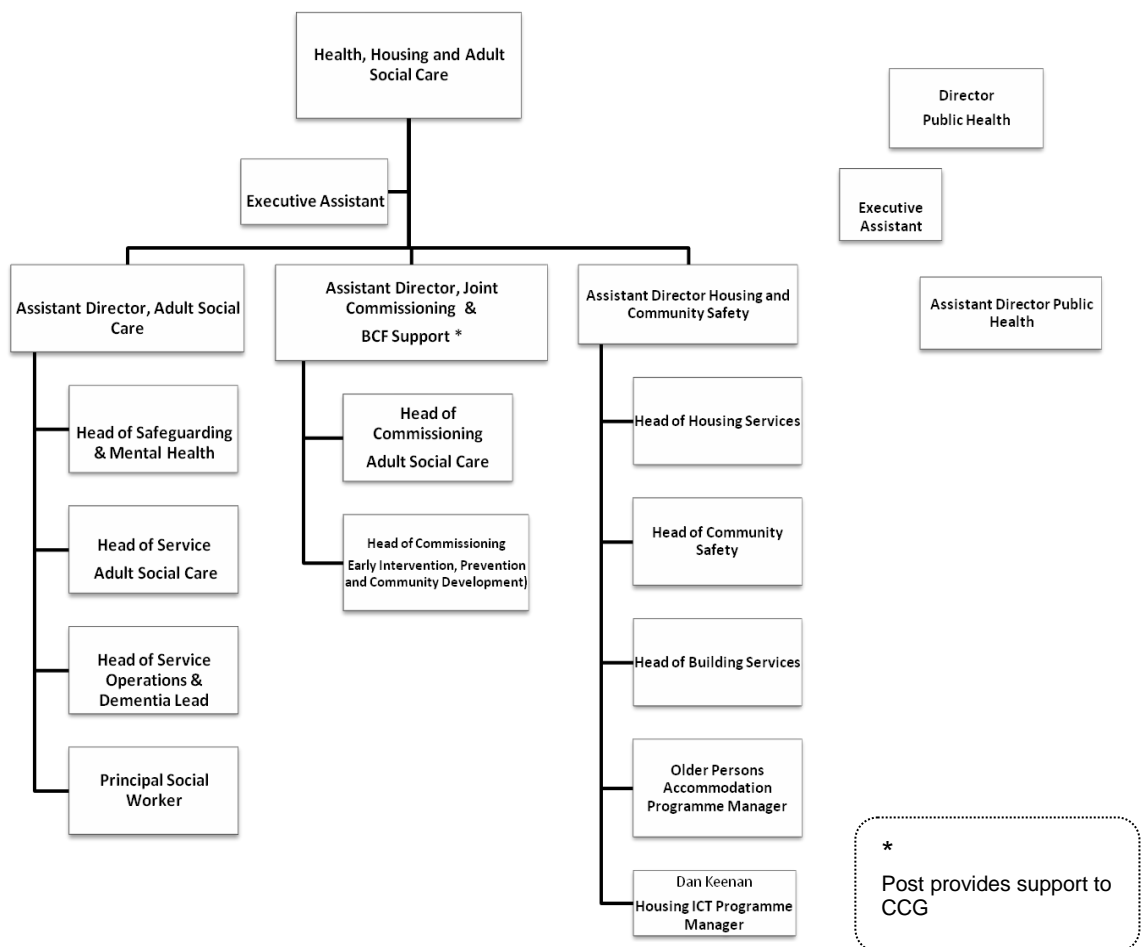 Health, Housing and Adult
Social Care
Executive Assistant
Director
Public Health
Executive
Assistant
Assistant Director Public
Health
Assistant Director, Adult Social
Care
Head of Safeguarding
& Mental Health
Head of Service
Adult Social Care
Head of Service
Operations &
Dementia Lead
Principal Social
Worker
Assistant Director, Joint
Commissioning &
BCF Support *
Head of
Commissioning
Adult Social Care
Head of Commissioning
Early Intervention, Prevention
and Community Development)
Assistant Director Housing and
Community Safety
Head of Housing Services
Head of Community
Safety
Head of Building Services
Older Persons
Accommodation
Programme Manager
Dan Keenan
Housing ICT Programme
Manager
*
Post provides support to
CCG